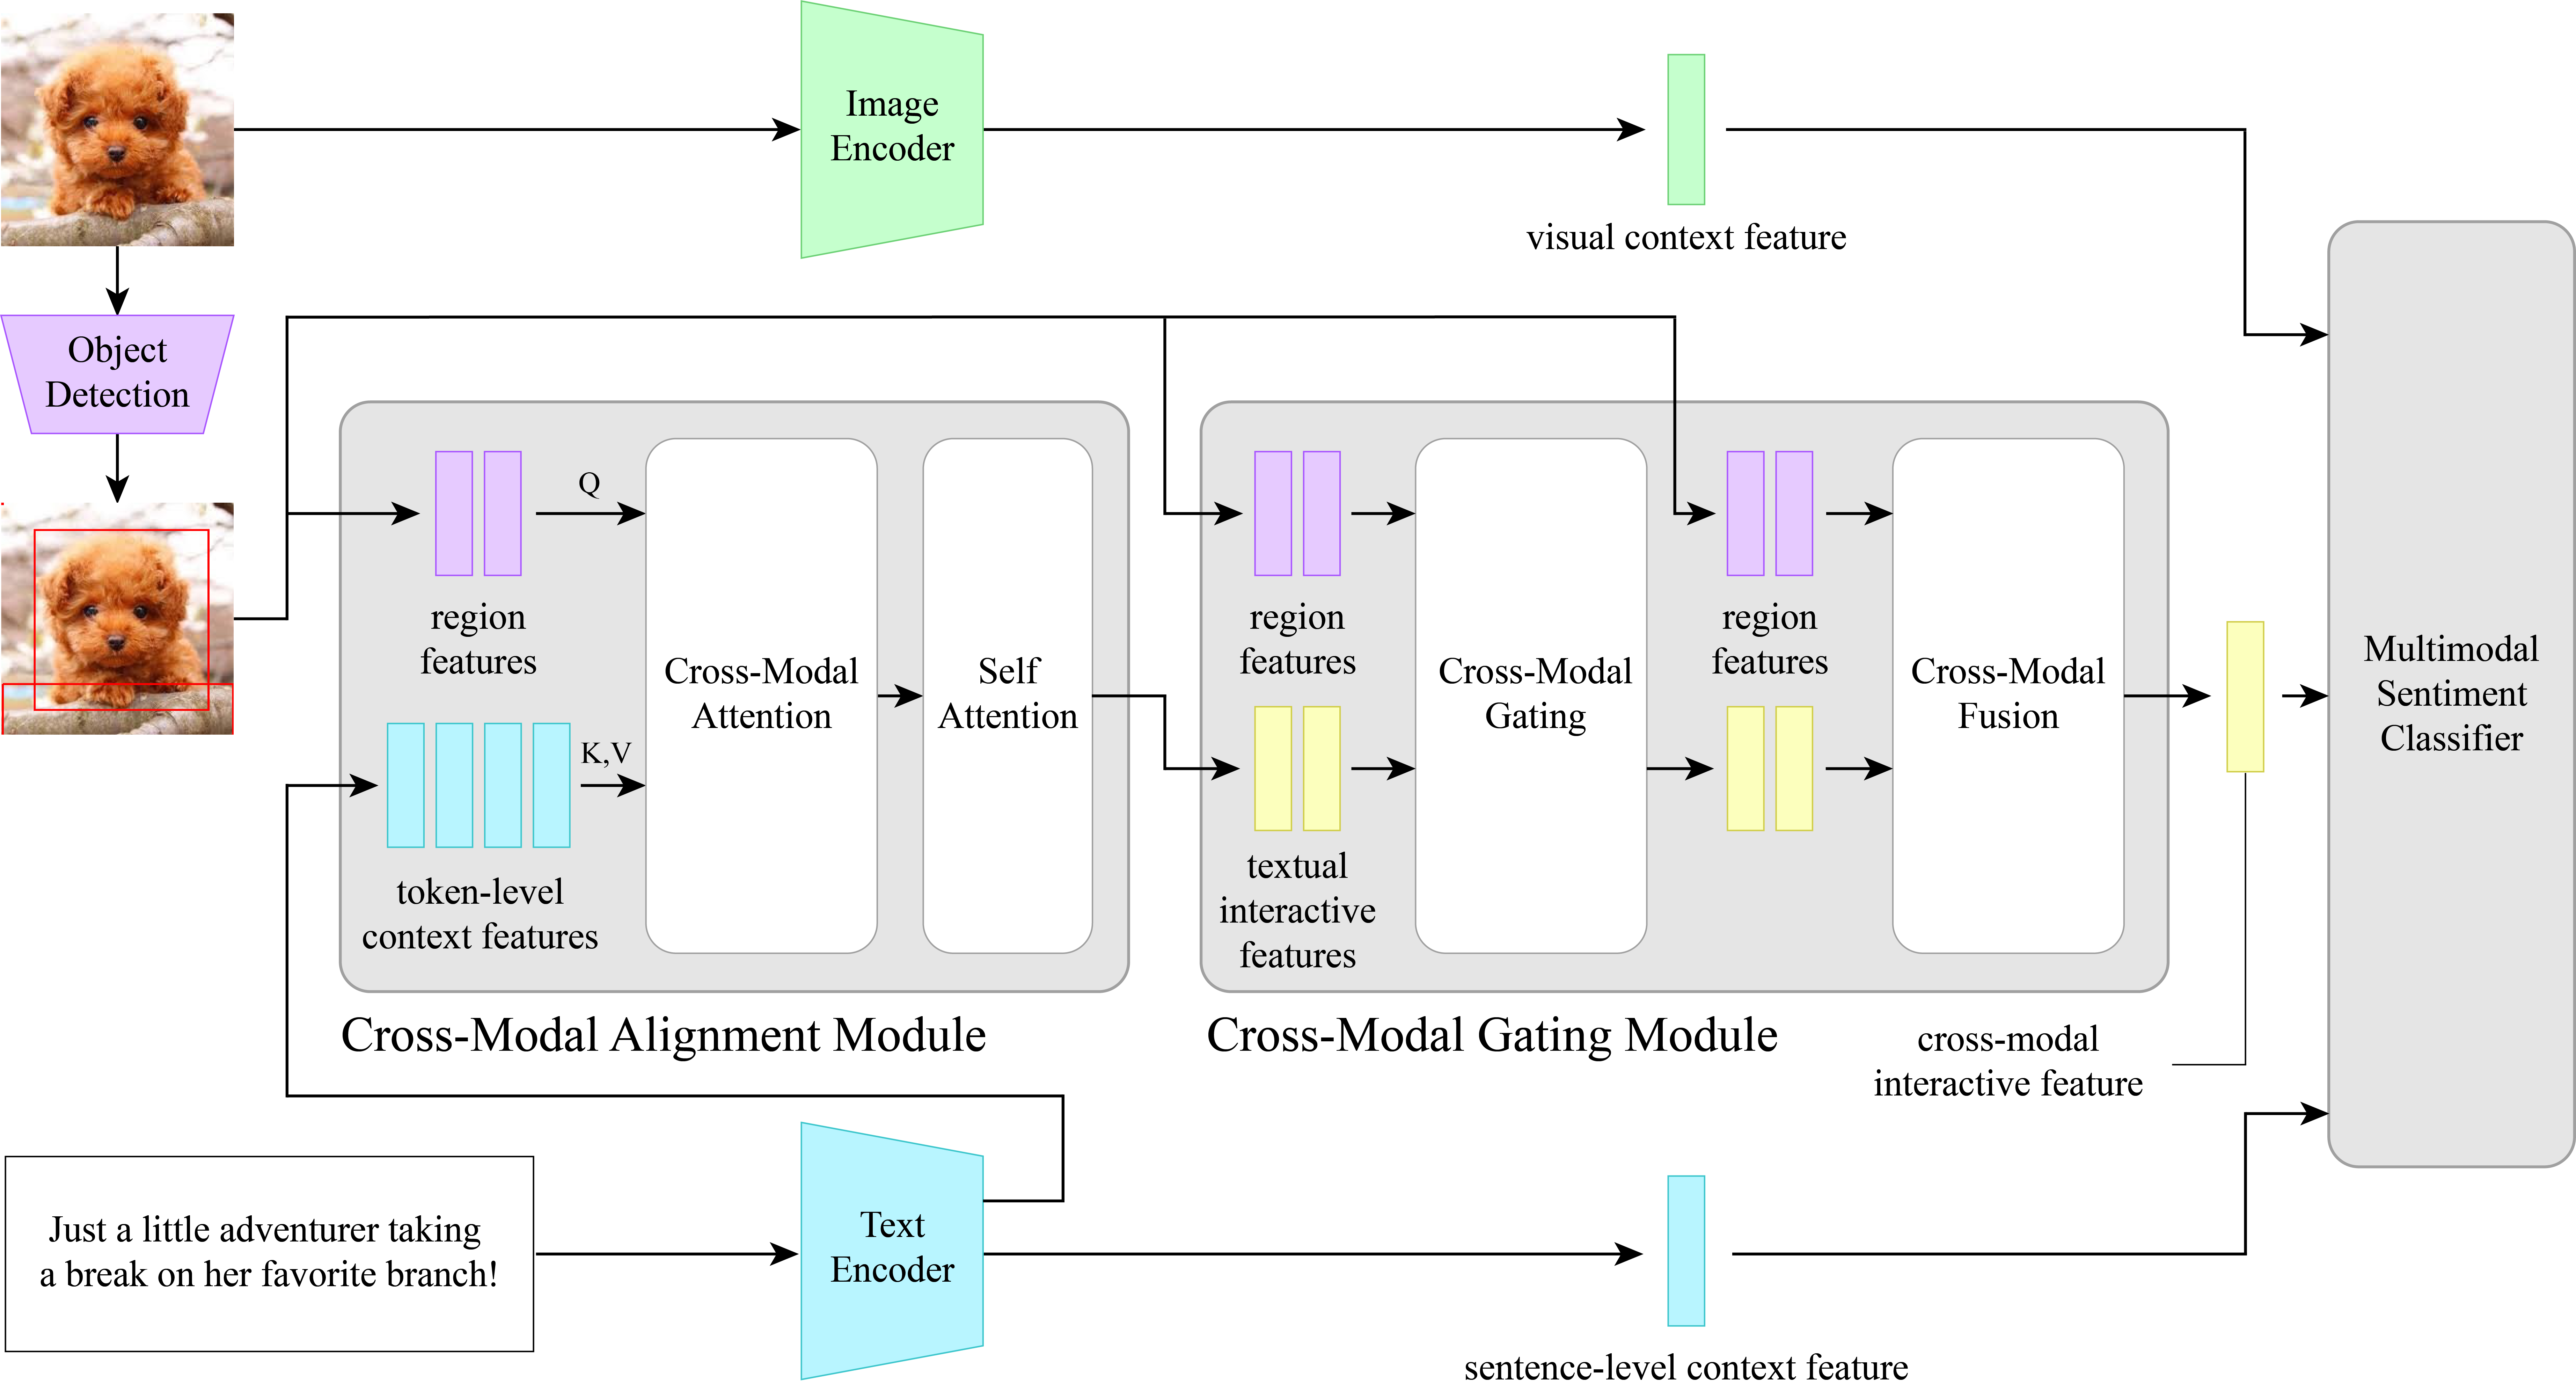 Image
Encoder
visual context feature
Object
Detection
region
features
Q
token-level
context features
K,V
Cross-Modal
Attention
Self
Attention
Cross-Modal Alignment Module
region
features
textual
interactive
features
Cross-Modal
Gating
region
features
Cross-Modal
Fusion
Cross-Modal Gating Module
cross-modal
interactive feature
Multimodal
Sentiment
Classifier
Just a little adventurer taking
a break on her favorite branch!
Text
Encoder
sentence-level context feature